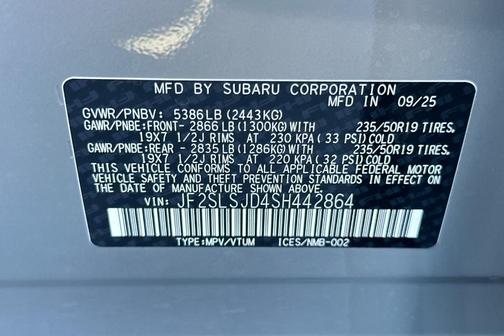 MFD BY SUBARU CORPORATION IN 09/25
GVWR/PNBV: 5386LB (2443KG)
GAWR/PNBE:FRONT- 2866 LB (1300KG) WITH 235/50R19 TIRES,
19X7 1/2J RIMS AT 230 KPA (33 PSI) COLD
GAWR/PNBE:REAR - 2835 LB (1286KG) WITH 235/50R19 TIRES,
19X7 1/2J RIMS AT 220 KPA (32 PSI) COLD
THIS VEHICLE CONFORMS TO ALL APPLICABLE FEDERAL MOTOR
VEHICLE SAFETY AND THEFT PREVENTION STANDARDS IN EFFECT ON
THE DATE OF MANUFACTURE SHOWN ABOVE.
VIN: JF2SLSJD4SH442864
TYPE:MPV/VTUM ICES/NMB-002